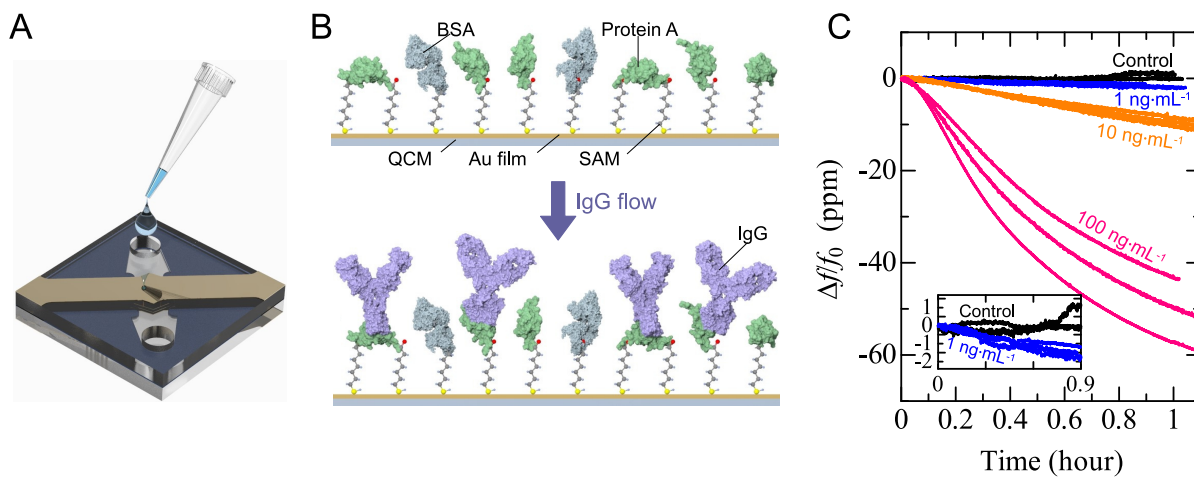 A
B
C
BSA
Protein A
QCM
Au film
SAM
IgG flow
IgG
Control
1 ng·mL⁻¹
10 ng·mL⁻¹
100 ng·mL⁻¹
Δf/f₀ (ppm)
0
-20
-40
-60
0 0.2 0.4 0.6 0.8 1
Time (hour)
Control
1 ng·mL⁻¹
1
0
-1
-2
0 0.9